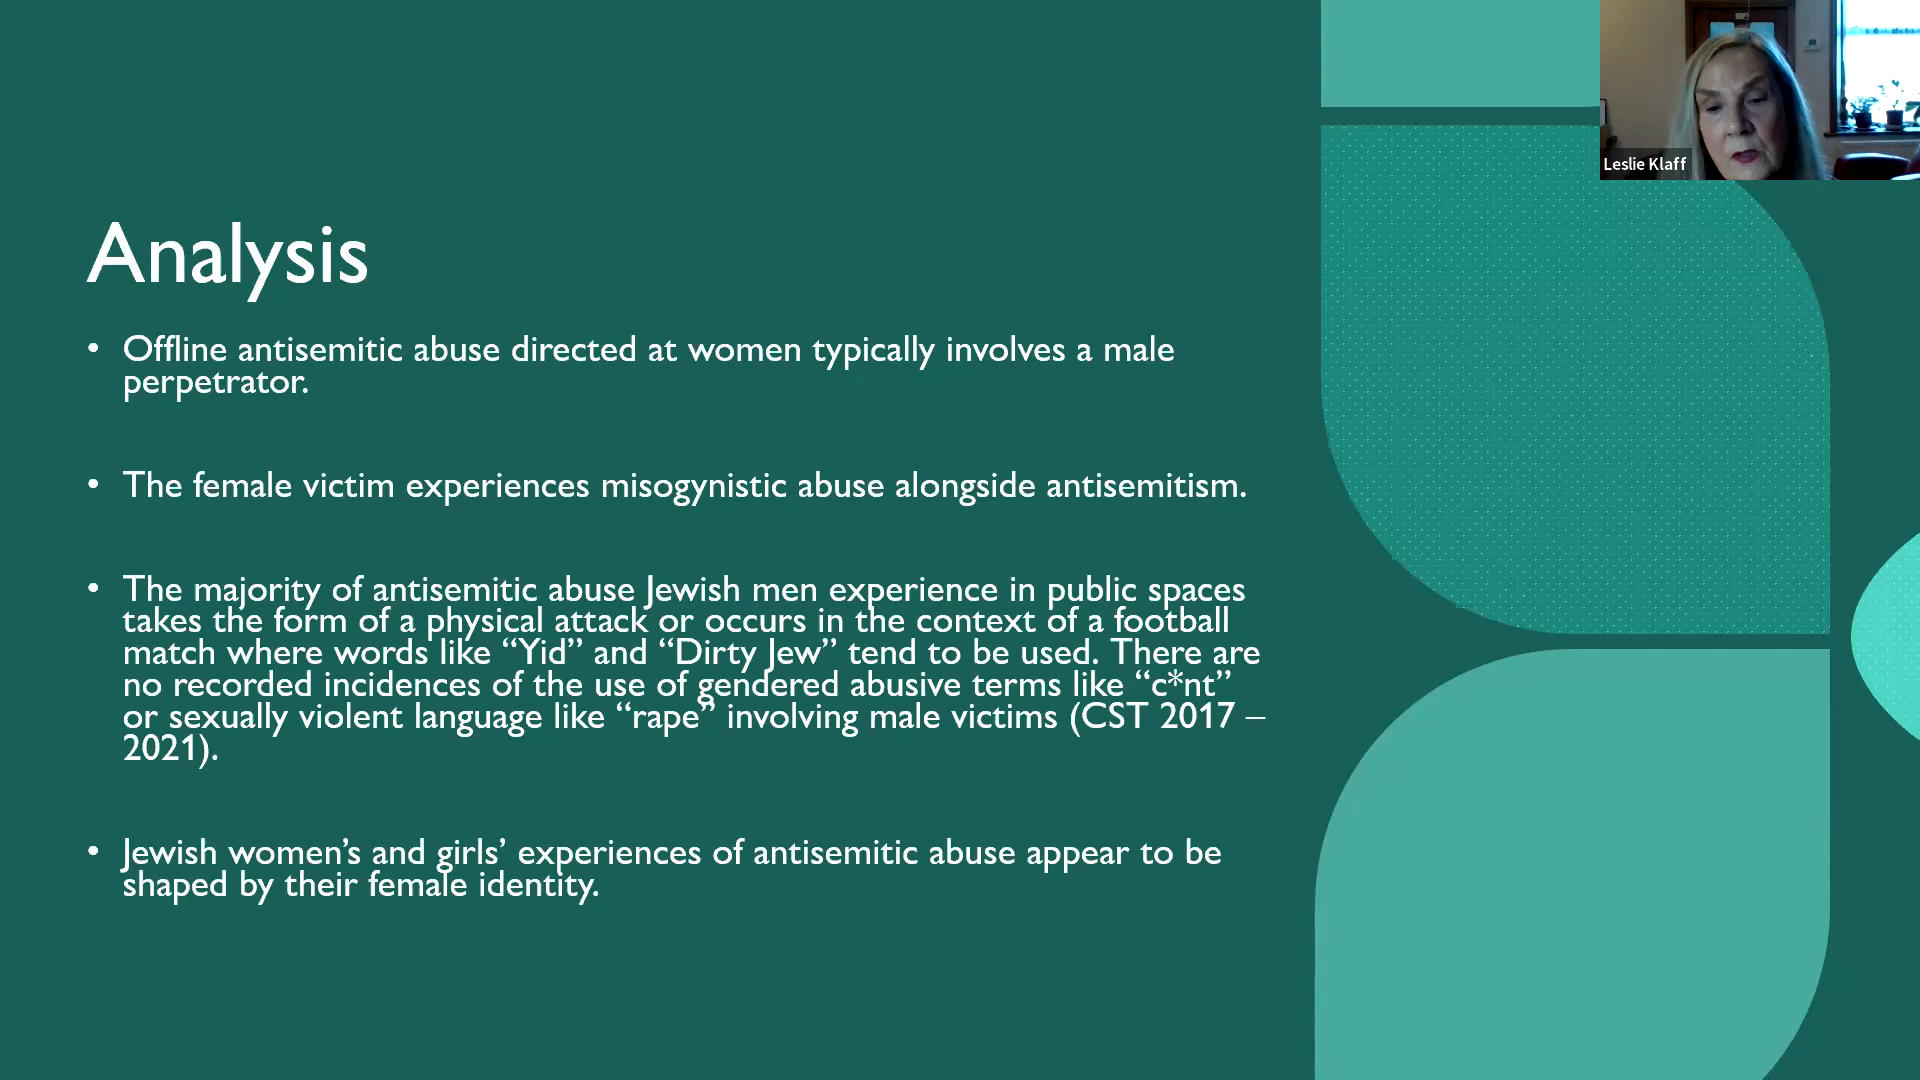 Leslie Klaff
Analysis
• Offline antisemitic abuse directed at women typically involves a male
perpetrator.
• The female victim experiences misogynistic abuse alongside antisemitism.
• The majority of antisemitic abuse Jewish men experience in public spaces
takes the form of a physical attack or occurs in the context of a football
match where words like “Yid” and “Dirty Jew” tend to be used. There are
no recorded incidences of the use of gendered abusive terms like “c*nt”
or sexually violent language like “rape” involving male victims (CST 2017 –
2021).
• Jewish women’s and girls’ experiences of antisemitic abuse appear to be
shaped by their female identity.